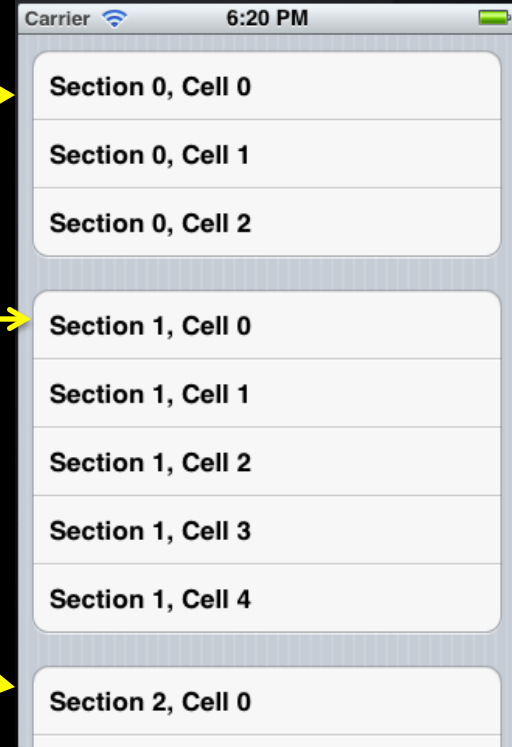 Carrier 6:20 PM
Section 0, Cell 0
Section 0, Cell 1
Section 0, Cell 2
Section 1, Cell 0
Section 1, Cell 1
Section 1, Cell 2
Section 1, Cell 3
Section 1, Cell 4
Section 2, Cell 0